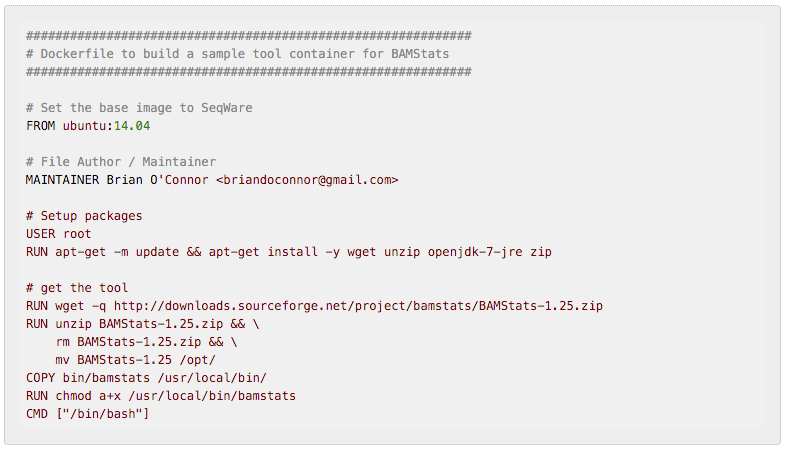 #############################################################
# Dockerfile to build a sample tool container for BAMStats
#############################################################
# Set the base image to SeqWare
FROM ubuntu:14.04
# File Author / Maintainer
MAINTAINER Brian O'Connor <briandoconnor@gmail.com>
# Setup packages
USER root
RUN apt-get -m update && apt-get install -y wget unzip openjdk-7-jre zip
# get the tool
RUN wget -q http://downloads.sourceforge.net/project/bamstats/BAMStats-1.25.zip
RUN unzip BAMStats-1.25.zip && \
    rm BAMStats-1.25.zip && \
    mv BAMStats-1.25 /opt/
COPY bin/bamstats /usr/local/bin/
RUN chmod a+x /usr/local/bin/bamstats
CMD ["/bin/bash"]